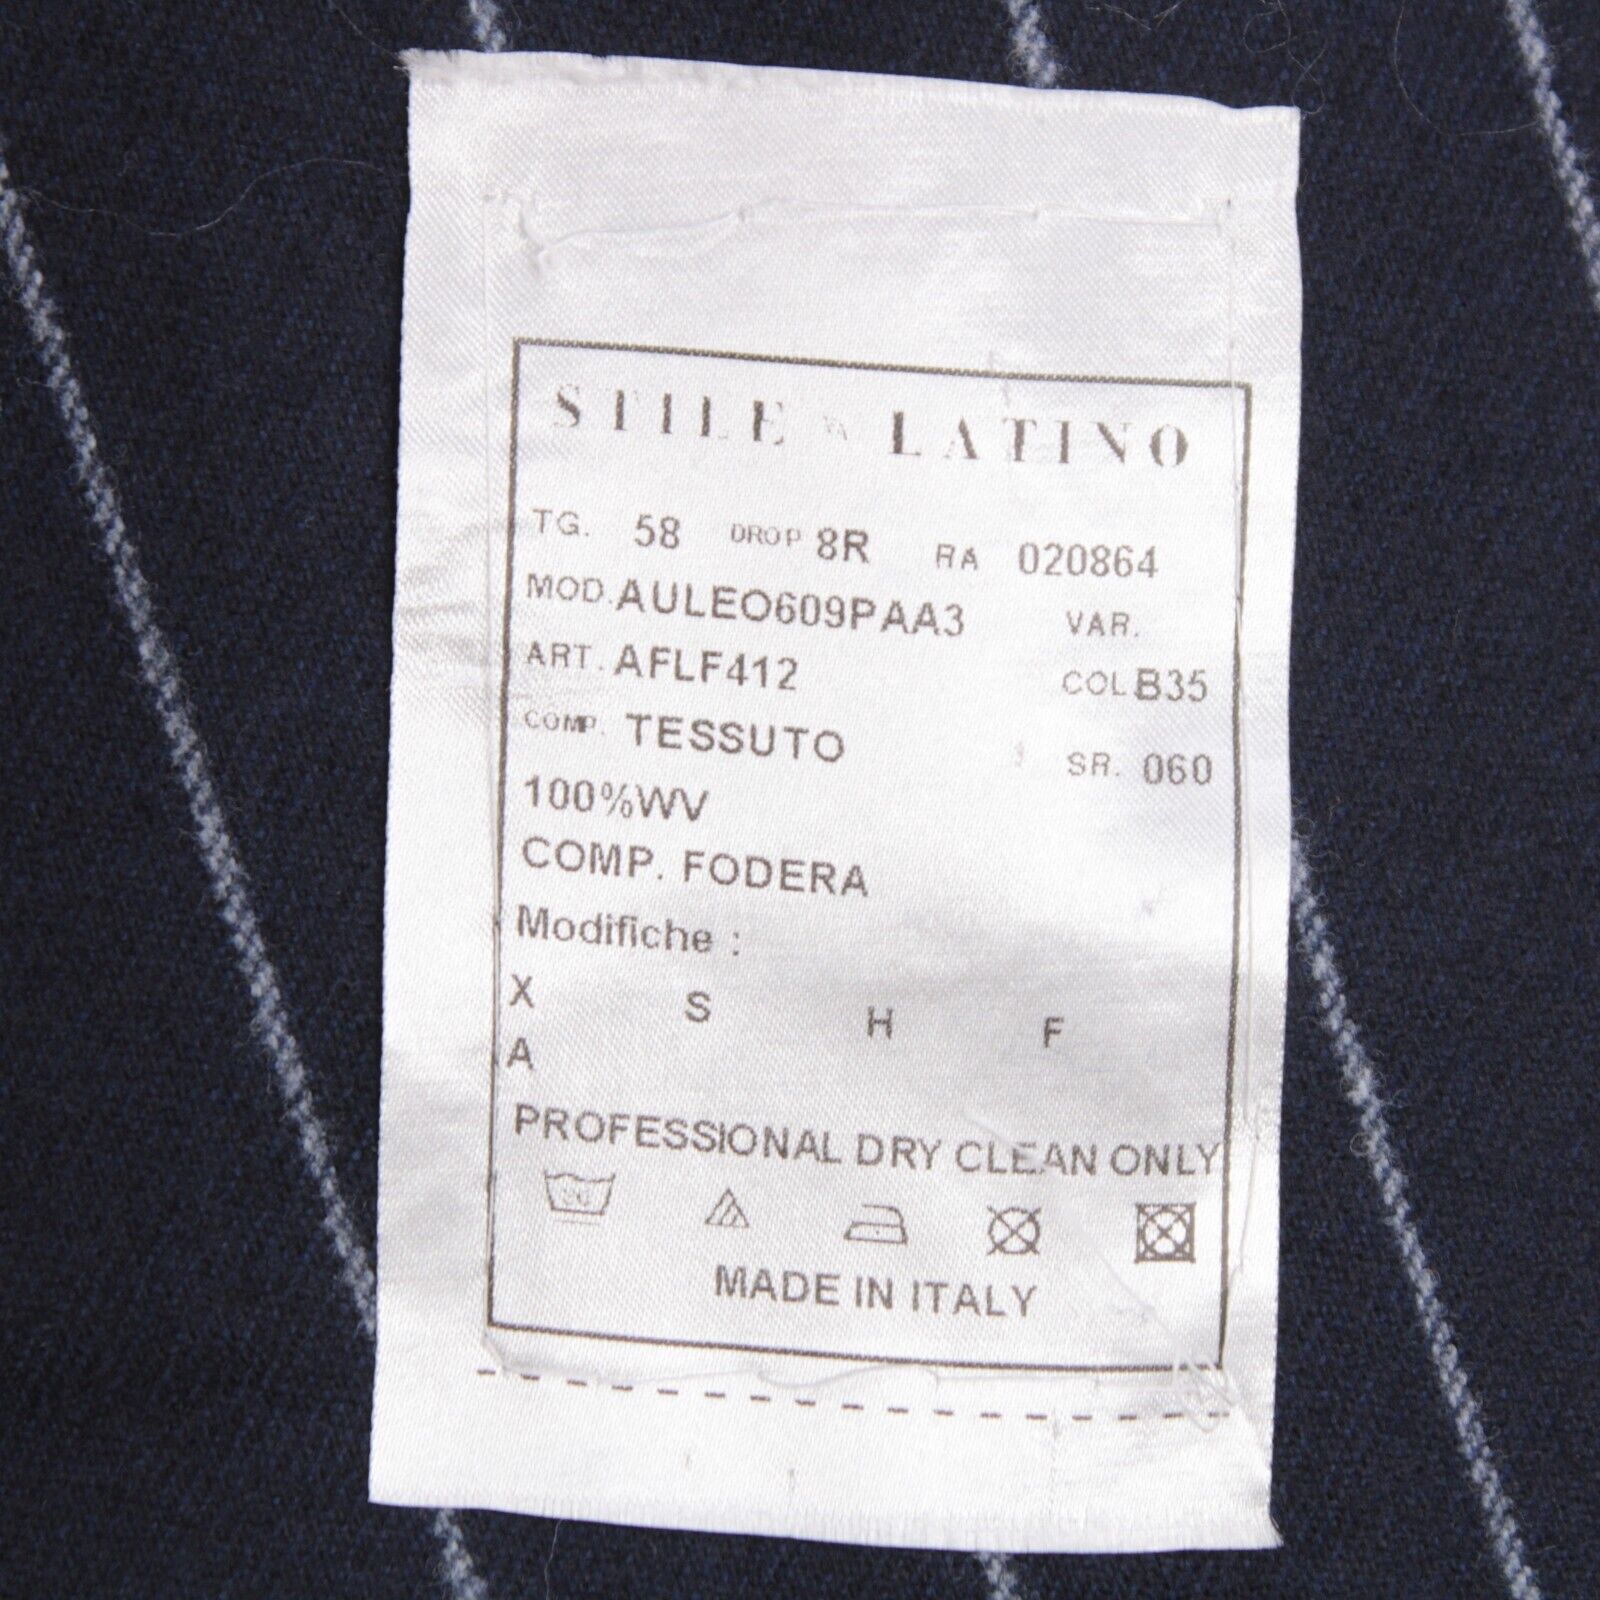 STILE LATINO
TG. 58 DROP 8R RA 020864
MOD. AULEO609PAA3 VAR.
ART. AFLF412 COL. B35
COMP. TESSUTO SR. 060
100%WV
COMP. FODERA
Modifiche :
X S H F
A
PROFESSIONAL DRY CLEAN ONLY
MADE IN ITALY